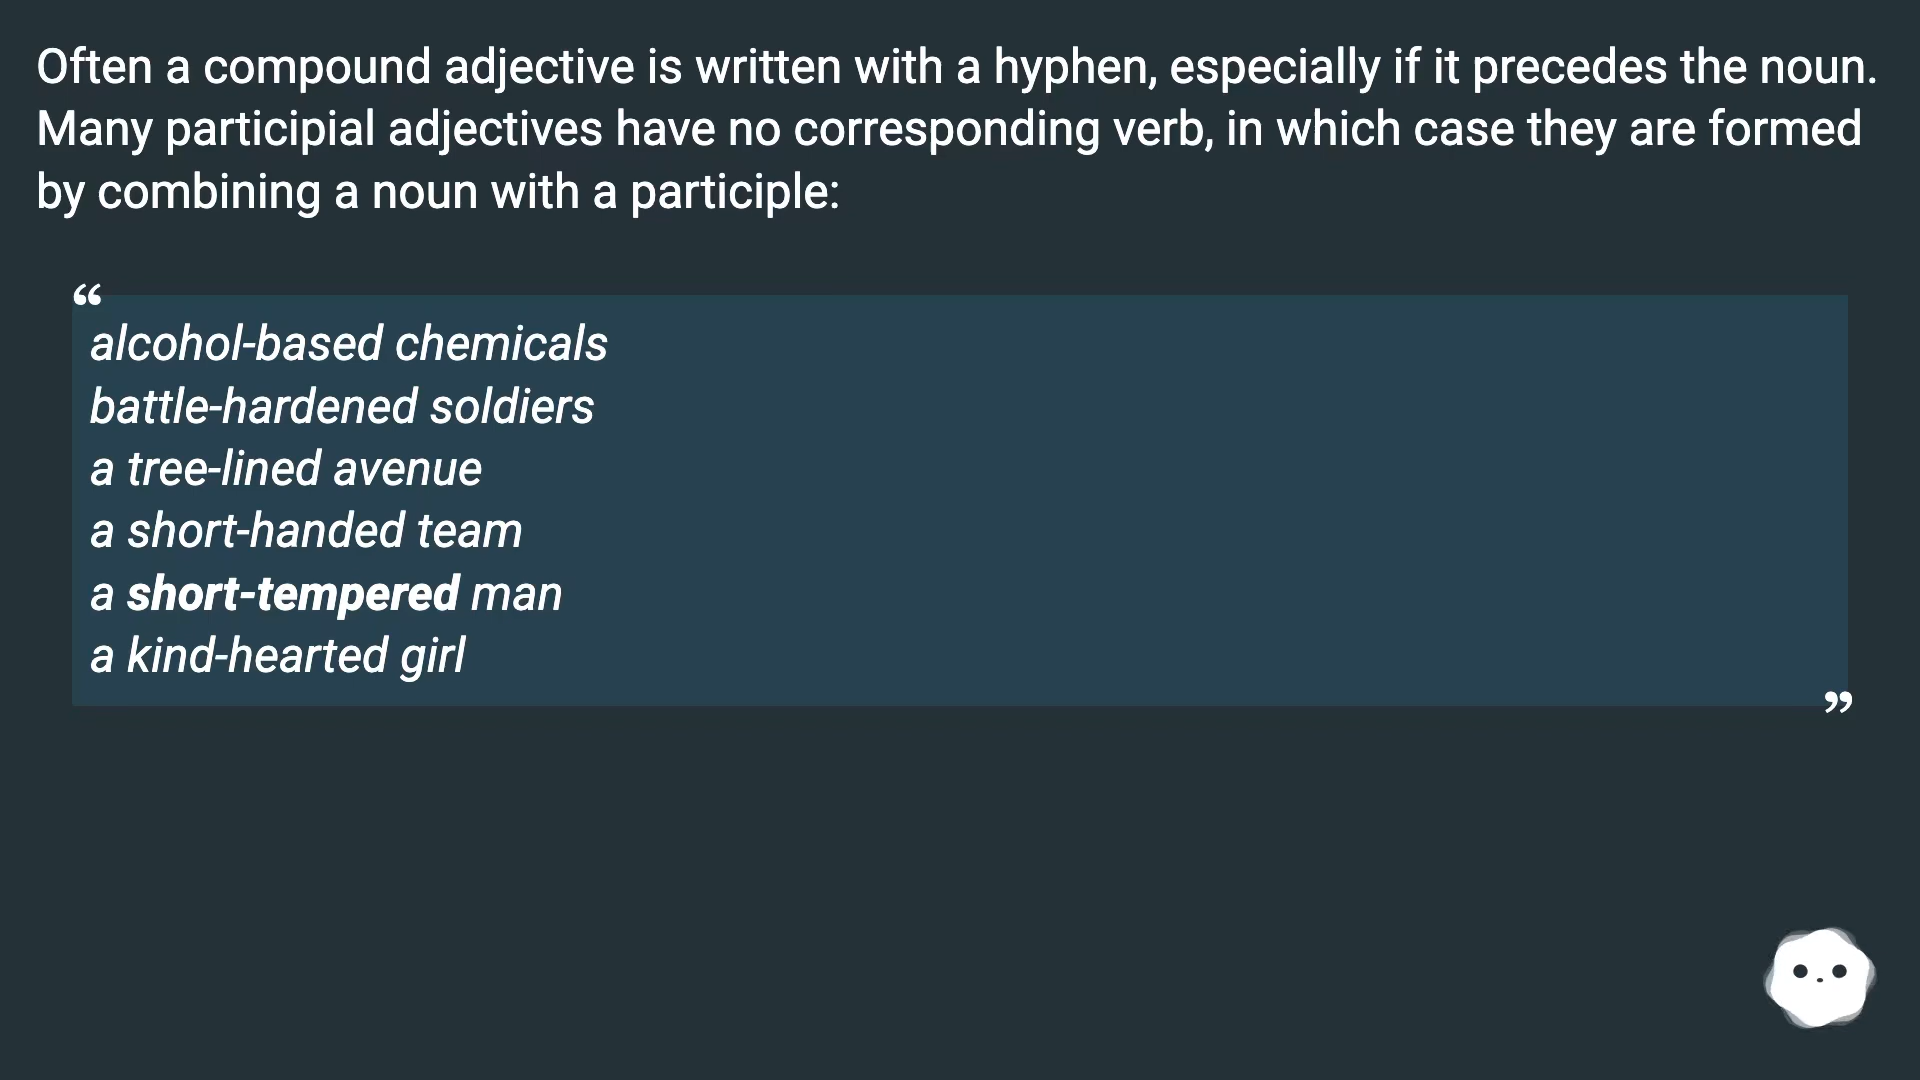 Often a compound adjective is written with a hyphen, especially if it precedes the noun.
Many participial adjectives have no corresponding verb, in which case they are formed
by combining a noun with a participle:
“
alcohol-based chemicals
battle-hardened soldiers
a tree-lined avenue
a short-handed team
a short-tempered man
a kind-hearted girl
”